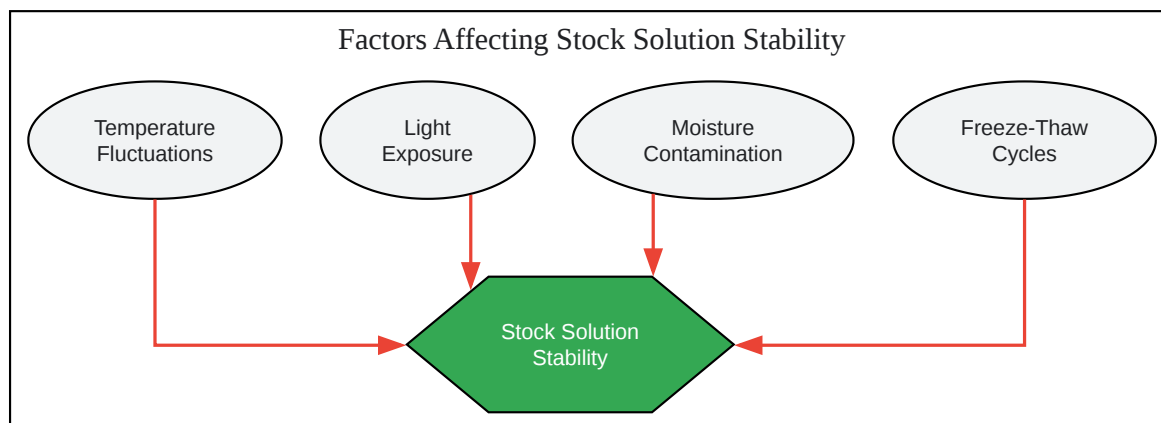 Factors Affecting Stock Solution Stability
Temperature
Fluctuations
Light
Exposure
Moisture
Contamination
Freeze-Thaw
Cycles
Stock Solution
Stability